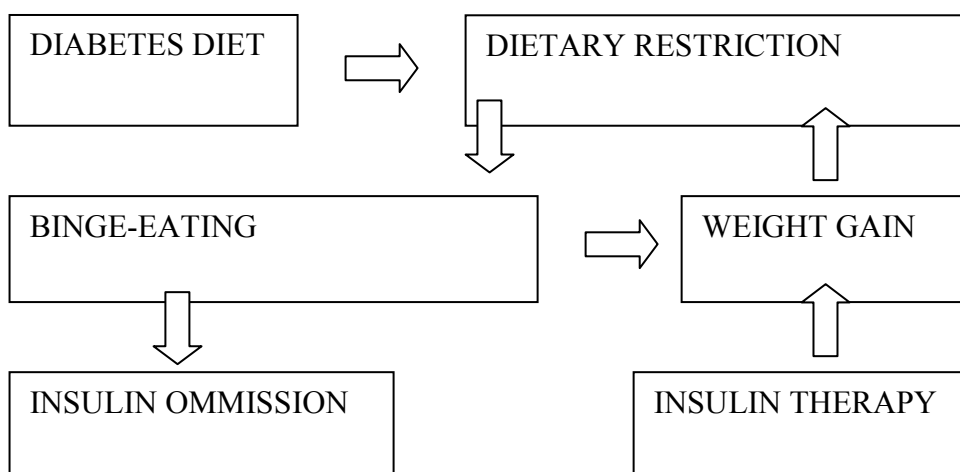 DIABETES DIET
DIETARY RESTRICTION
BINGE-EATING
WEIGHT GAIN
INSULIN OMMISSION
INSULIN THERAPY